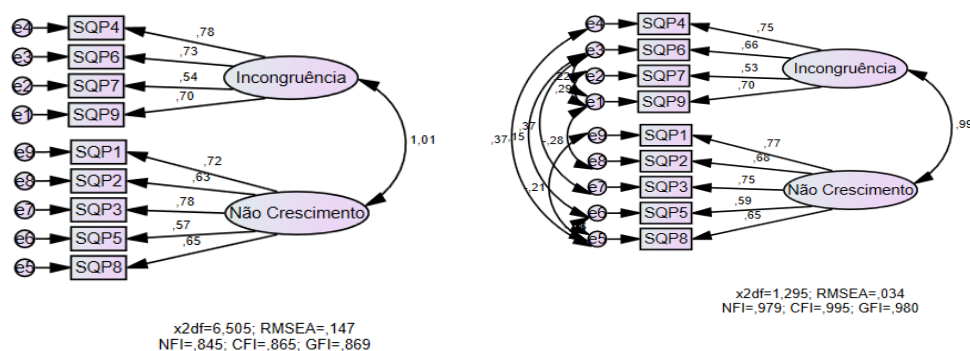 e4 SQP4 ,78
e3 SQP6 ,73
e2 SQP7 ,54
e1 SQP9 ,70
Incongruência
1,01
e9 SQP1 ,72
e8 SQP2 ,63
e7 SQP3 ,78
e6 SQP5 ,57
e5 SQP8 ,65
Não Crescimento
x2df=6,505; RMSEA=,147
NFI=,845; CFI=,865; GFI=,869
e4 SQP4 ,75
e3 SQP6 ,66
e2 SQP7 ,53
e1 SQP9 ,70
Incongruência
,99
e9 SQP1 ,77
e8 SQP2 ,68
e7 SQP3 ,75
e6 SQP5 ,59
e5 SQP8 ,65
Não Crescimento
,29
,37
,37
-,28
-,21
x2df=1,295; RMSEA=,034
NFI=,979; CFI=,995; GFI=,980